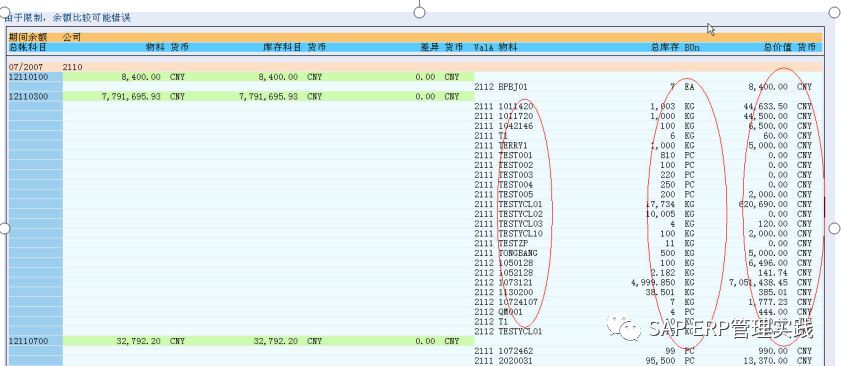 由于限制, 余额比较可能错误
期间余额 公司
总帐科目 物料 货币 库存科目 货币 差异 货币 ValA 物料 总库存 BUn 总价值 货币
07/2007 2110
12110100 8,400.00 CNY 8,400.00 CNY 0.00 CNY
2112 BPBJ01 7 EA 8,400.00 CNY
12110300 7,791,695.93 CNY 7,791,695.93 CNY 0.00 CNY
2111 1011420 1,003 KG 44,633.50 CNY
2111 1011720 1,000 KG 44,500.00 CNY
2111 1042146 100 KG 6,500.00 CNY
2111 T1 6 KG 60.00 CNY
2111 TERRY1 1,000 KG 5,000.00 CNY
2111 TEST001 810 PC 0.00 CNY
2111 TEST002 100 PC 0.00 CNY
2111 TEST003 220 PC 0.00 CNY
2111 TEST004 250 PC 0.00 CNY
2111 TEST005 200 PC 2,000.00 CNY
2111 TESTYCL01 17,734 KG 620,690.00 CNY
2111 TESTYCL02 10,005 KG 0.00 CNY
2111 TESTYCL03 4 KG 120.00 CNY
2111 TESTYCL10 100 KG 2,000.00 CNY
2111 TESTZP 11 KG 0.00 CNY
2111 TONGBANG 500 KG 5,000.00 CNY
2112 1050128 100 KG 6,496.00 CNY
2112 1052128 2.182 KG 141.74 CNY
2112 1073121 4,999.850 KG 7,051,438.45 CNY
2112 1130200 38.501 KG 385.01 CNY
2112 10724107 7 KG 1,777.23 CNY
2112 QM001 4 PC 444.00 CNY
2112 T1 CNY
2112 TESTYCL01 CNY
SAP ERP管理实践
12110700 32,792.20 CNY 32,792.20 CNY 0.00 CNY
2111 1072462 99 PC 990.00 CNY
2111 2020031 95,500 PC 13,370.00 CNY